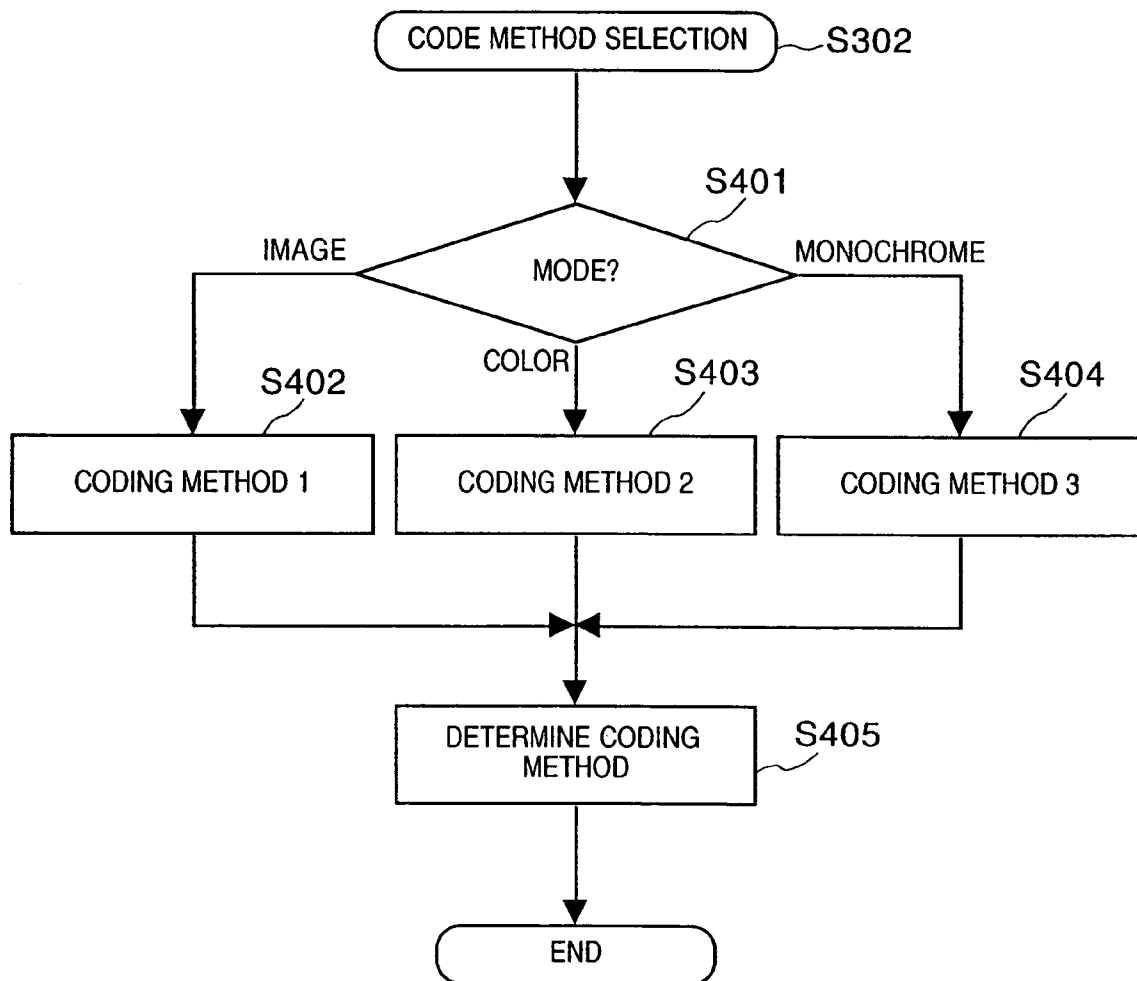 CODE METHOD SELECTION
S302
S401
IMAGE
MODE?
MONOCHROME
COLOR
S402
S403
S404
CODING METHOD 1
CODING METHOD 2
CODING METHOD 3
DETERMINE CODING
METHOD
S405
END